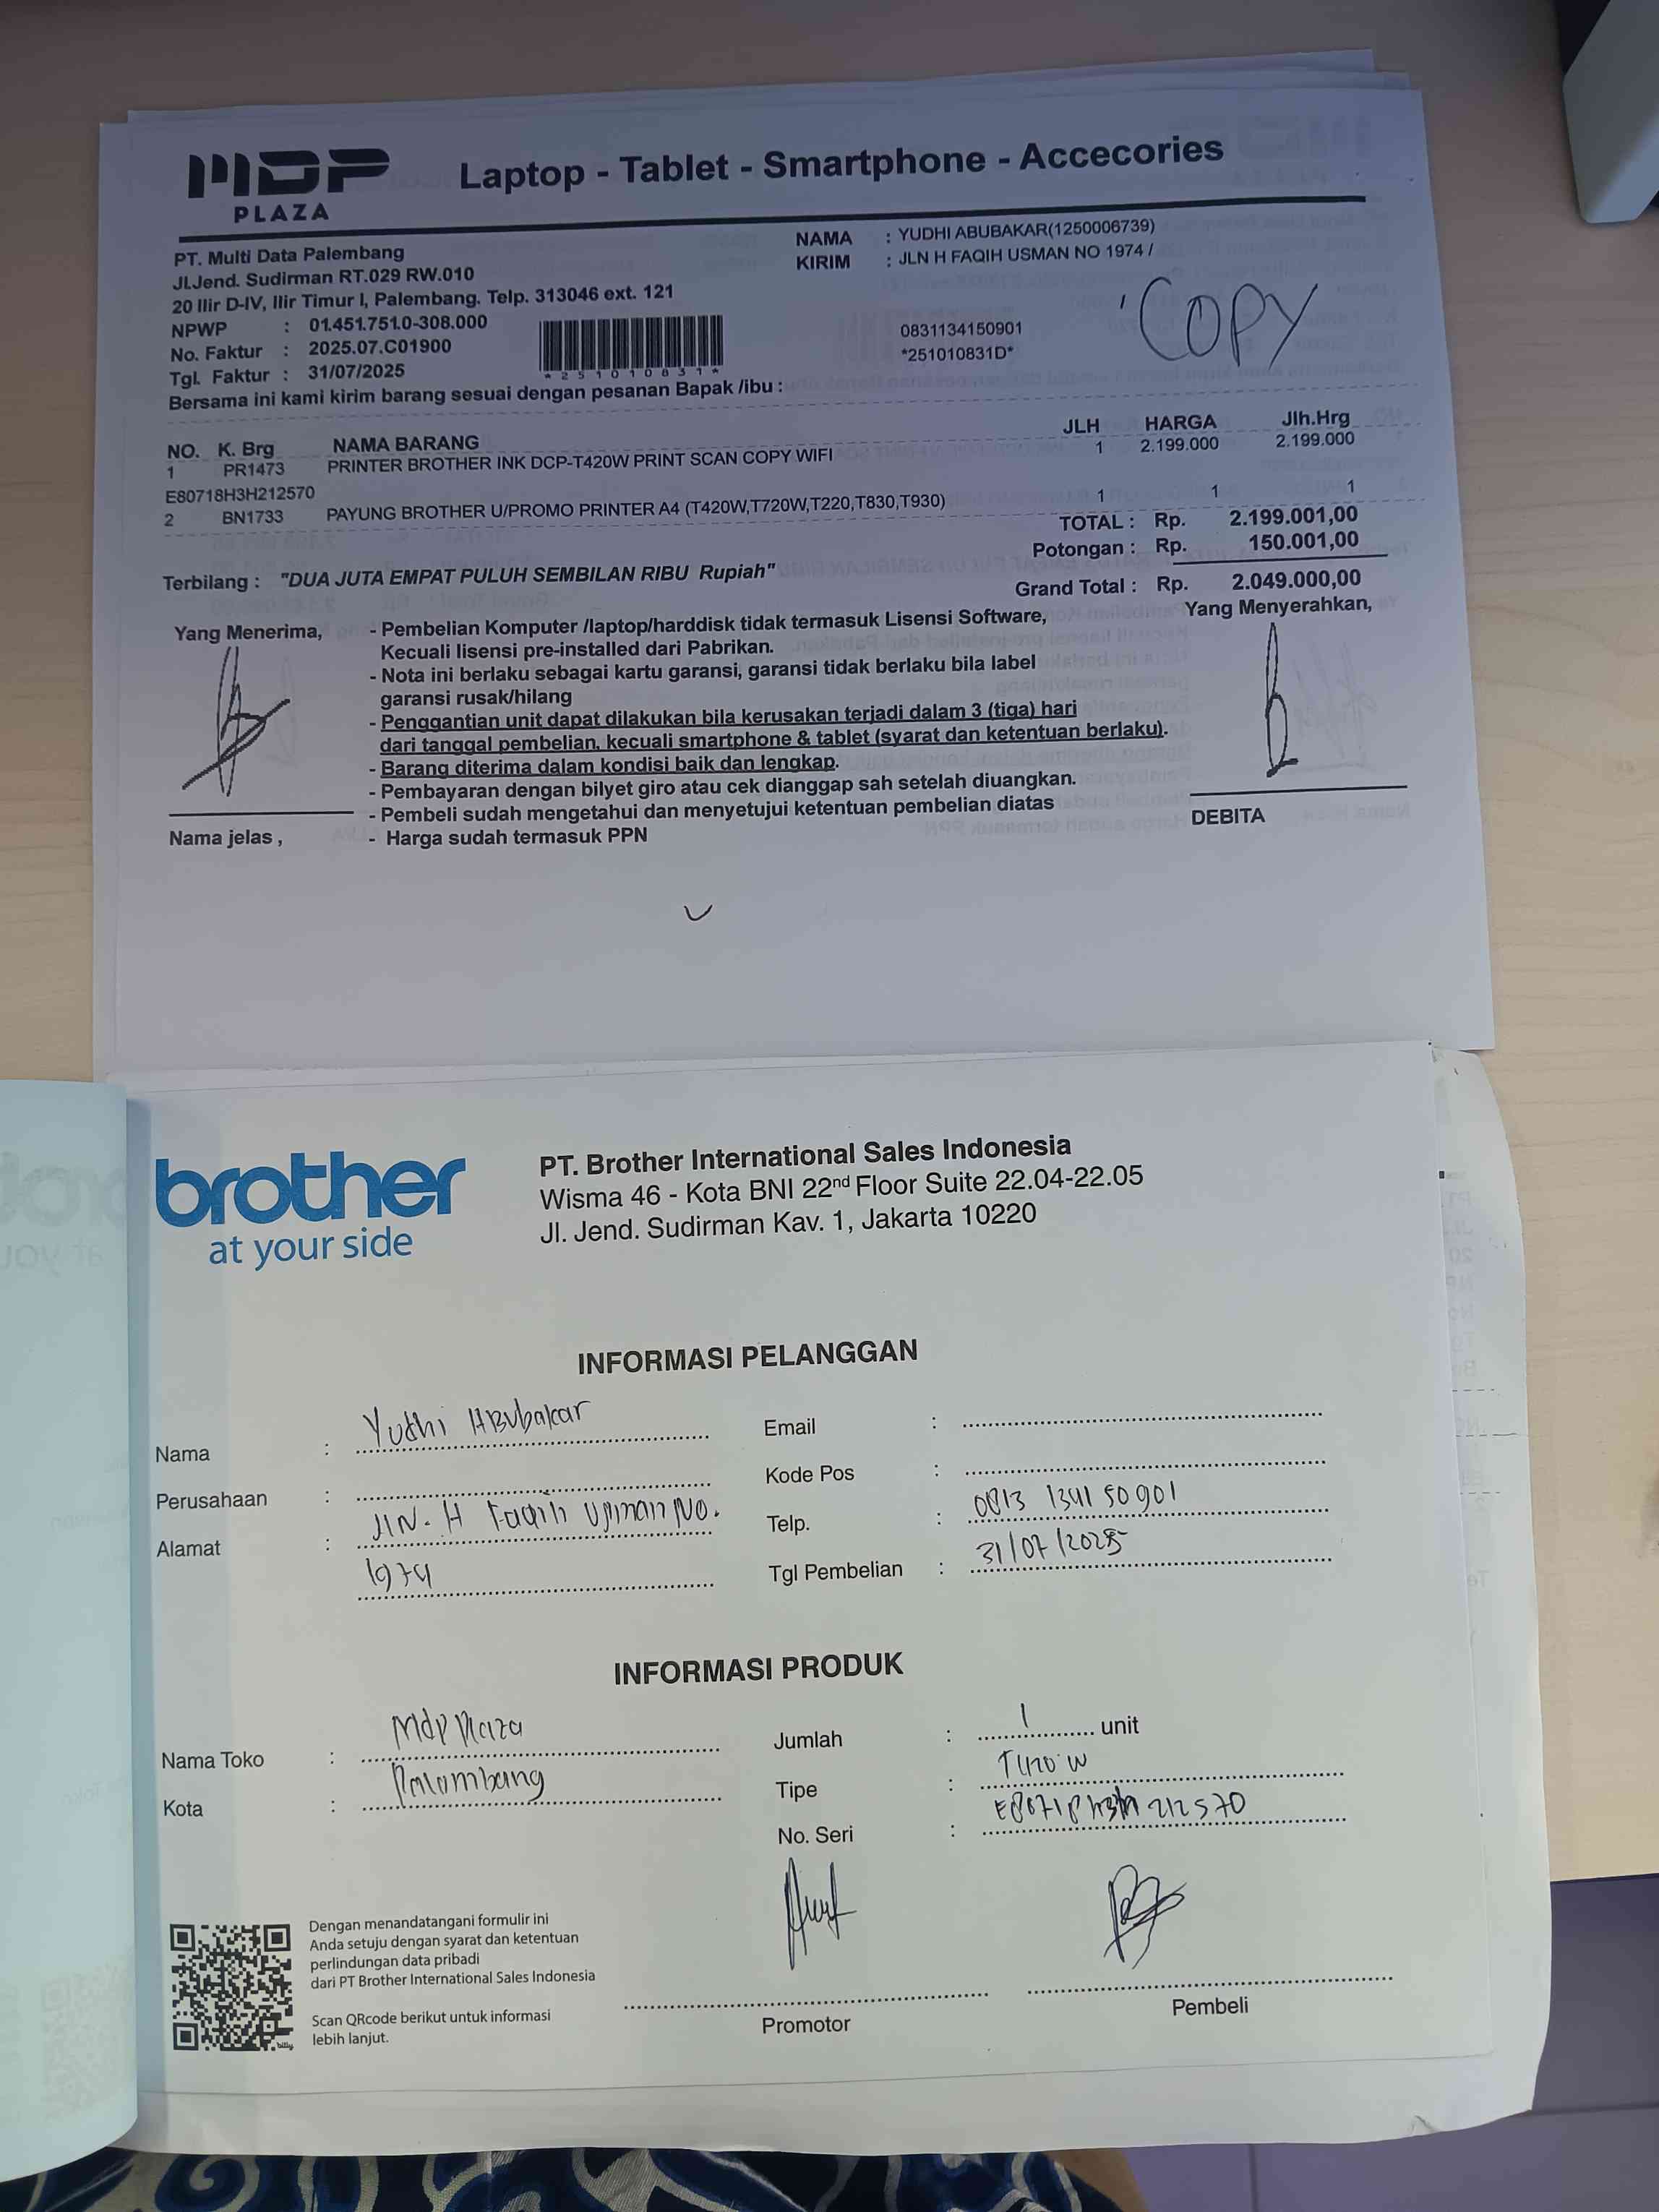 MDP PLAZA
Laptop - Tablet - Smartphone - Accecories
PT. Multi Data Palembang
Jl.Jend. Sudirman RT.029 RW.010
20 Ilir D-IV, Ilir Timur I, Palembang. Telp. 313046 ext. 121
NPWP : 01.451.751.0-308.000
No. Faktur : 2025.07.C01900
Tgl. Faktur : 31/07/2025
*251010831*
NAMA : YUDHI ABUBAKAR(1250006739)
KIRIM : JLN H FAQIH USMAN NO 1974 /
COPY
0831134150901
*251010831D*
Bersama ini kami kirim barang sesuai dengan pesanan Bapak /ibu :
NO. K. Brg NAMA BARANG JLH HARGA Jlh.Hrg
1 PR1473 PRINTER BROTHER INK DCP-T420W PRINT SCAN COPY WIFI 1 2.199.000 2.199.000
E80718H3H212570
2 BN1733 PAYUNG BROTHER U/PROMO PRINTER A4 (T420W,T720W,T220,T830,T930) 1 1 1
TOTAL : Rp. 2.199.001,00
Potongan : Rp. 150.001,00
Terbilang : "DUA JUTA EMPAT PULUH SEMBILAN RIBU Rupiah"
Grand Total : Rp. 2.049.000,00
Yang Menerima,
Yang Menyerahkan,
- Pembelian Komputer /laptop/harddisk tidak termasuk Lisensi Software,
Kecuali lisensi pre-installed dari Pabrikan.
- Nota ini berlaku sebagai kartu garansi, garansi tidak berlaku bila label
garansi rusak/hilang
- Penggantian unit dapat dilakukan bila kerusakan terjadi dalam 3 (tiga) hari
dari tanggal pembelian, kecuali smartphone & tablet (syarat dan ketentuan berlaku).
- Barang diterima dalam kondisi baik dan lengkap.
- Pembayaran dengan bilyet giro atau cek dianggap sah setelah diuangkan.
- Pembeli sudah mengetahui dan menyetujui ketentuan pembelian diatas
- Harga sudah termasuk PPN
Nama jelas ,
DEBITA
brother
at your side
PT. Brother International Sales Indonesia
Wisma 46 - Kota BNI 22nd Floor Suite 22.04-22.05
Jl. Jend. Sudirman Kav. 1, Jakarta 10220
INFORMASI PELANGGAN
Nama : Yudhi ABubakar
Perusahaan :
Alamat : JlN. H Faqih Usman No.
1974
Email :
Kode Pos :
Telp. : 0813 1341 50901
Tgl Pembelian : 31/07/2025
INFORMASI PRODUK
Nama Toko : Mdp Plaza
Kota : Palembang
Jumlah : 1 unit
Tipe : T420W
No. Seri : E80718H3H212570
Dengan menandatangani formulir ini
Anda setuju dengan syarat dan ketentuan
perlindungan data pribadi
dari PT Brother International Sales Indonesia
Scan QRcode berikut untuk informasi
lebih lanjut.
Promotor
Pembeli